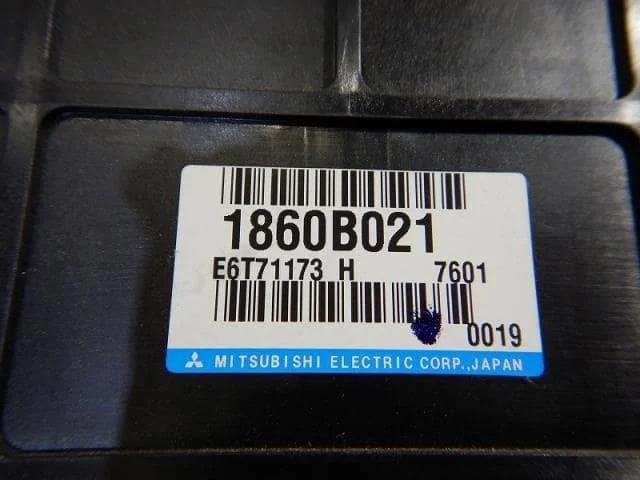 1860B021
E6T71173 H 7601
0019
MITSUBISHI ELECTRIC CORP.,JAPAN